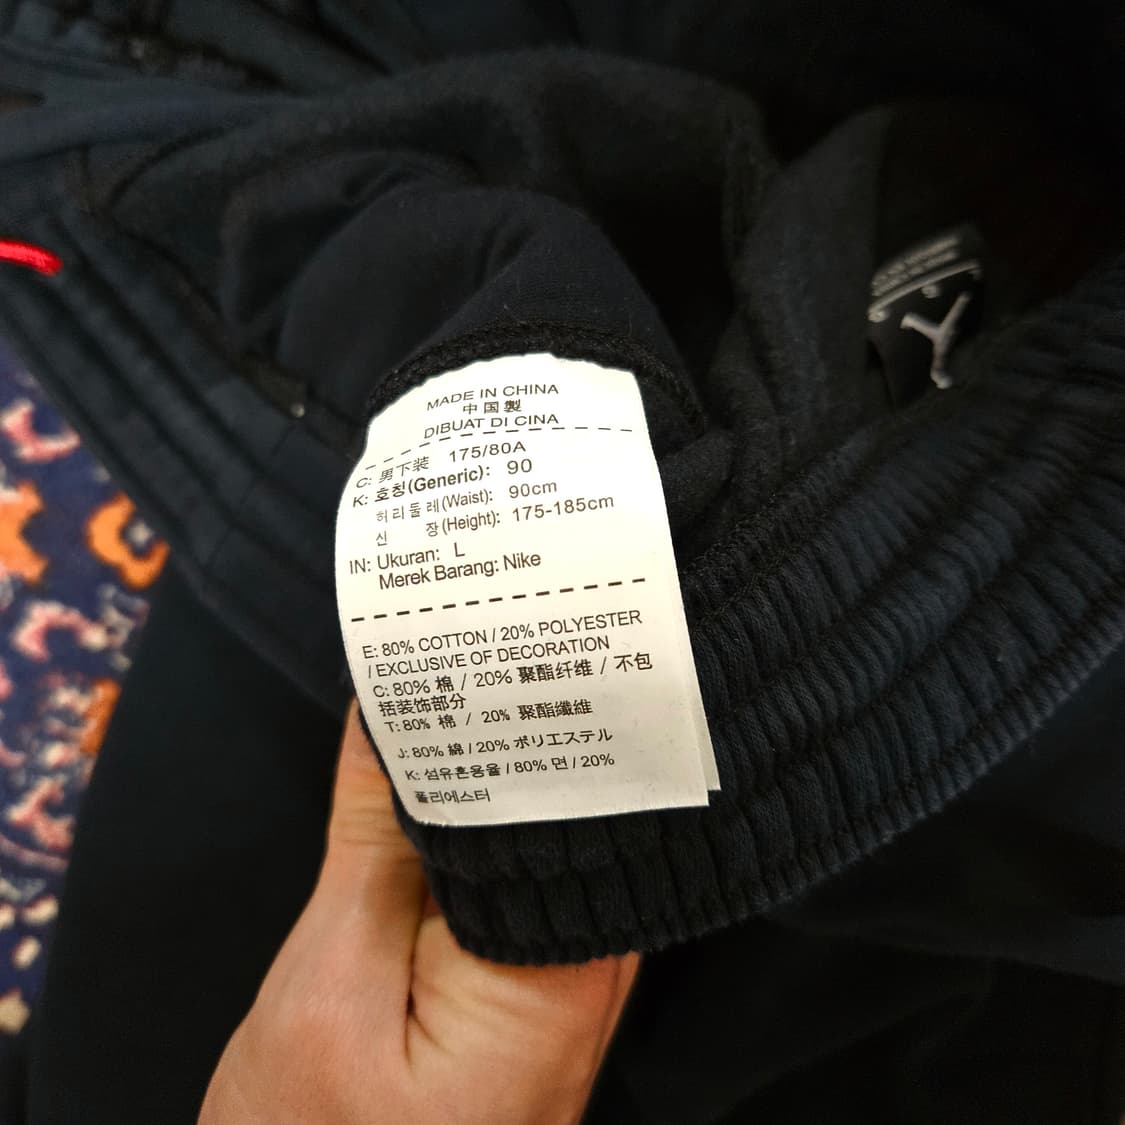 MADE IN CHINA
中国製
DIBUAT DI CINA
C: 男下装 175/80A
K: 호칭(Generic): 90
허리둘레(Waist): 90cm
신 장(Height): 175-185cm
IN: Ukuran: L
Merek Barang: Nike
E: 80% COTTON / 20% POLYESTER
/ EXCLUSIVE OF DECORATION
C: 80% 棉 / 20% 聚酯纤维 / 不包
括装饰部分
T: 80% 棉 / 20% 聚酯纖維
J: 80% 綿 / 20% ポリエステル
K: 섬유혼용율 / 80% 면 / 20%
폴리에스터